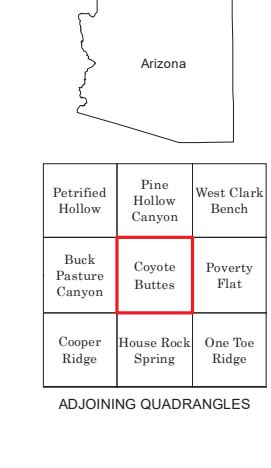 Arizona
Petrified
Hollow
Pine
Hollow
Canyon
West Clark
Bench
Buck
Pasture
Canyon
Coyote
Buttes
Poverty
Flat
Cooper
Ridge
House Rock
Spring
One Toe
Ridge
ADJOINING QUADRANGLES